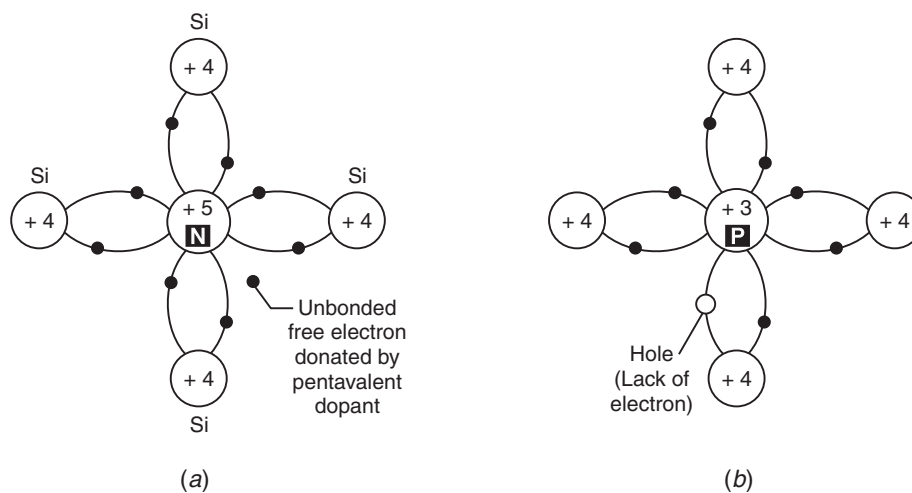 Si
+ 4
Si
+ 4
+ 5
N
Si
+ 4
Unbonded
free electron
donated by
pentavalent
dopant
+ 4
Si
(a)
+ 4
+ 4
+ 3
P
+ 4
Hole
(Lack of
electron)
+ 4
(b)